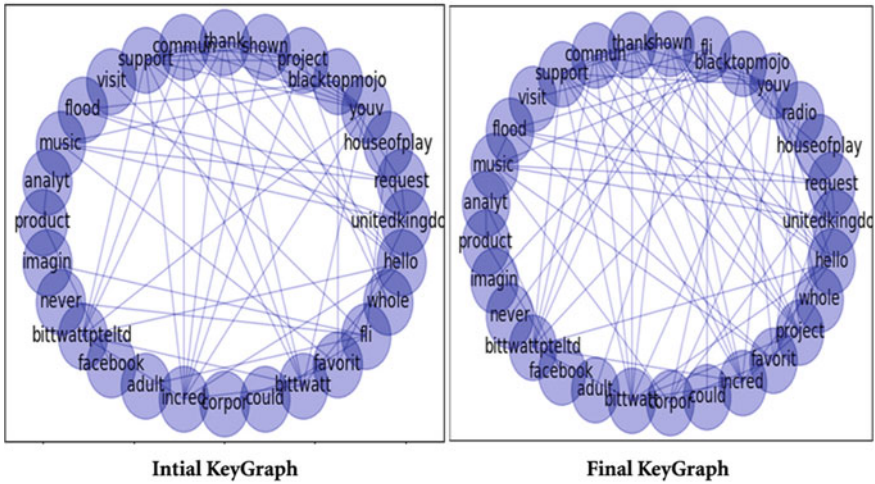 thank
commun
shown
support
project
visit
blacktopmojo
flood
youv
music
houseofplay
analyt
request
product
unitedkingdo
imagin
hello
never
whole
bittwattpteltd
fli
facebook
favorit
adult
bittwatt
incred
corpor
could
Intial KeyGraph
thank
shown
commun
fli
support
blacktopmojo
visit
youv
flood
radio
music
houseofplay
analyt
request
product
unitedkingdo
imagin
hello
never
whole
bittwattpteltd
project
facebook
favorit
adult
incred
bittwatt
corpor
could
Final KeyGraph